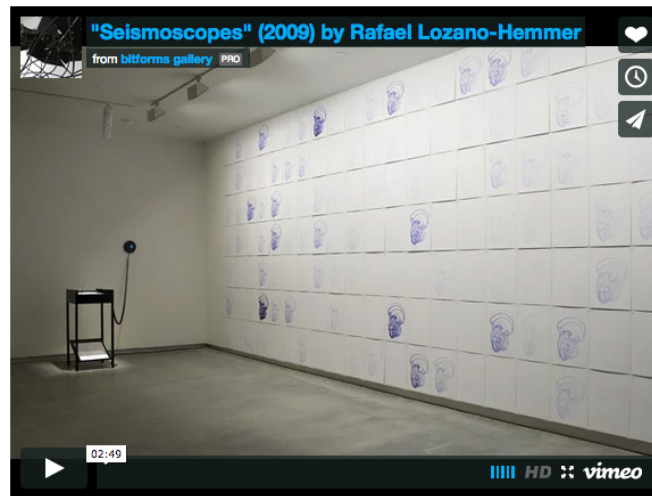 "Seismoscopes" (2009) by Rafael Lozano-Hemmer
from bitforms gallery PRO
02:49
HD vimeo